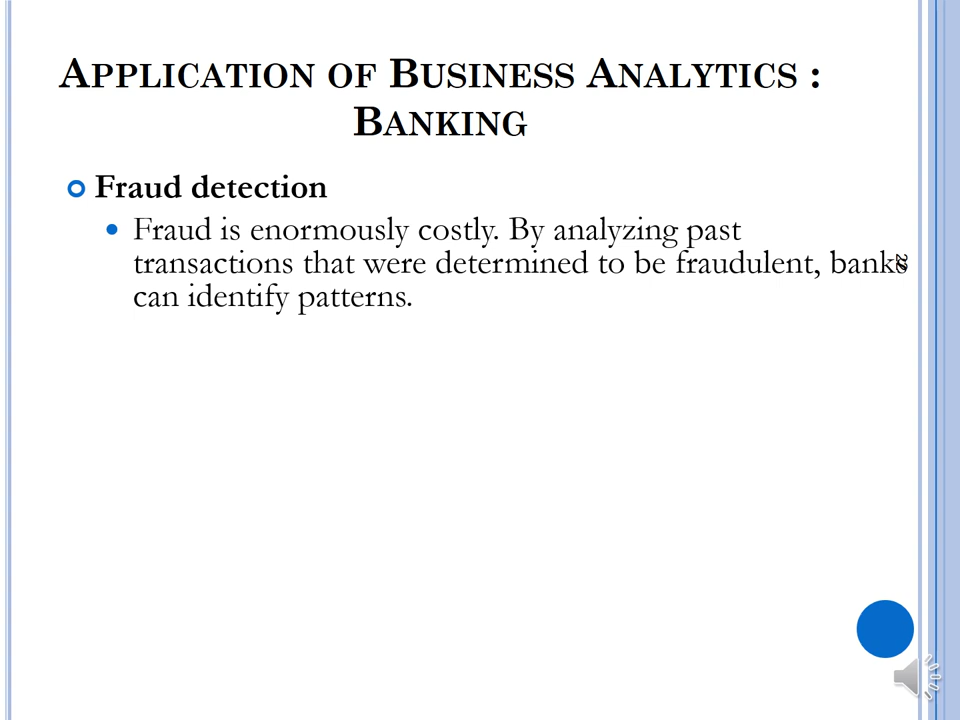 APPLICATION OF BUSINESS ANALYTICS :
BANKING
Fraud detection
Fraud is enormously costly. By analyzing past
transactions that were determined to be fraudulent, banks
can identify patterns.